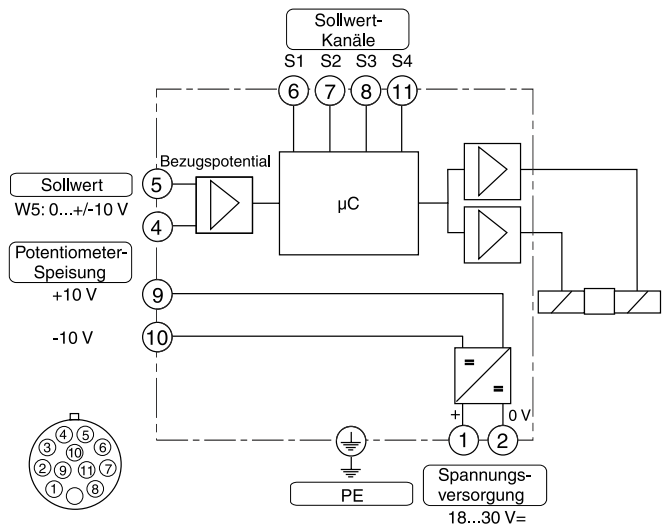 Sollwert-
Kanäle
S1 S2 S3 S4
6 7 8 11
Bezugspotential
5
Sollwert
W5: 0...+/-10 V
4
µC
Potentiometer-
Speisung
+10 V
9
-10 V
10
=
=
+ 0 V
1 2
PE
Spannungs-
versorgung
18...30 V=
4 5
3 10 6
2 9 11 7
1 8